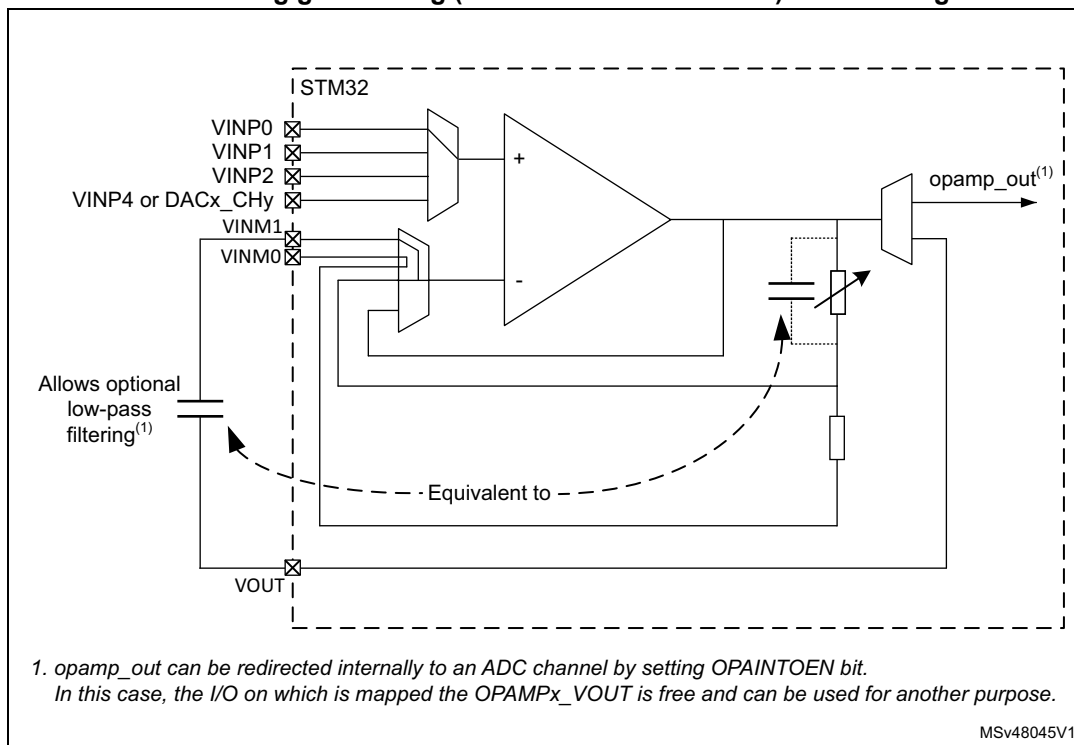 STM32
VINP0
VINP1
VINP2
VINP4 or DACx_CHy
VINM1
VINM0
+
-
opamp_out(1)
Allows optional
low-pass
filtering(1)
Equivalent to
VOUT
1. opamp_out can be redirected internally to an ADC channel by setting OPAINTOEN bit.
In this case, the I/O on which is mapped the OPAMPx_VOUT is free and can be used for another purpose.
MSv48045V1